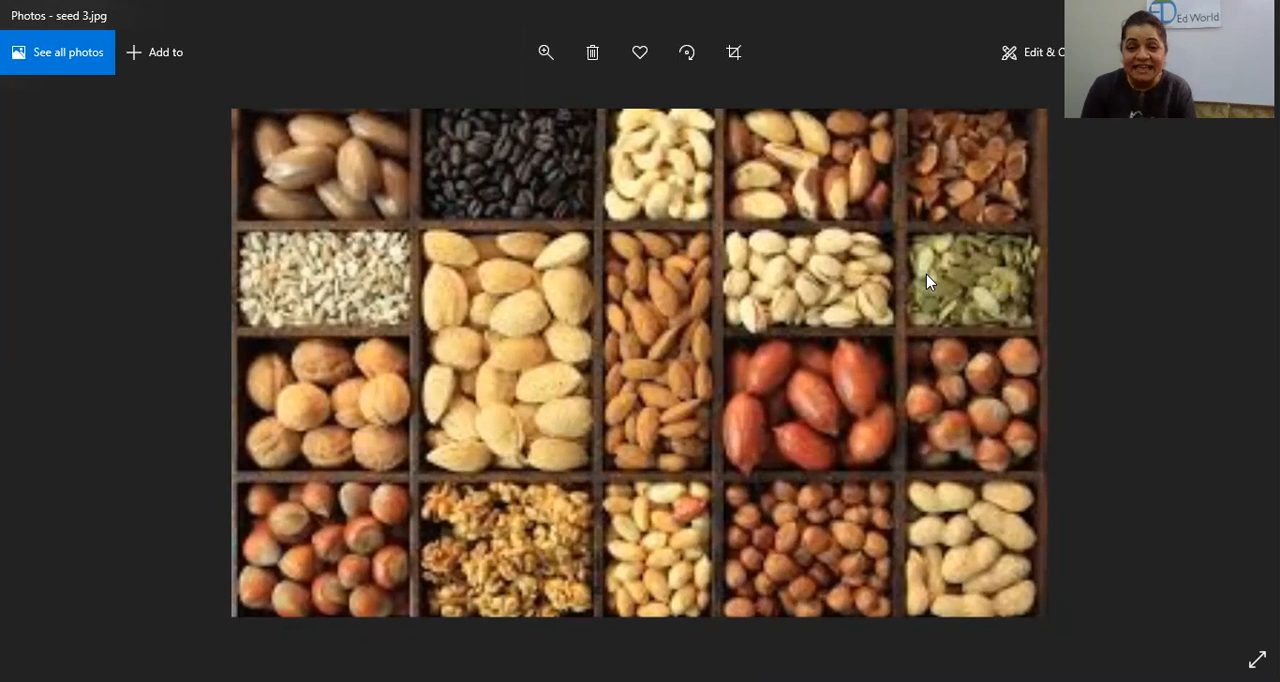 Photos - seed 3.jpg
See all photos
Add to
Edit &
Ed World